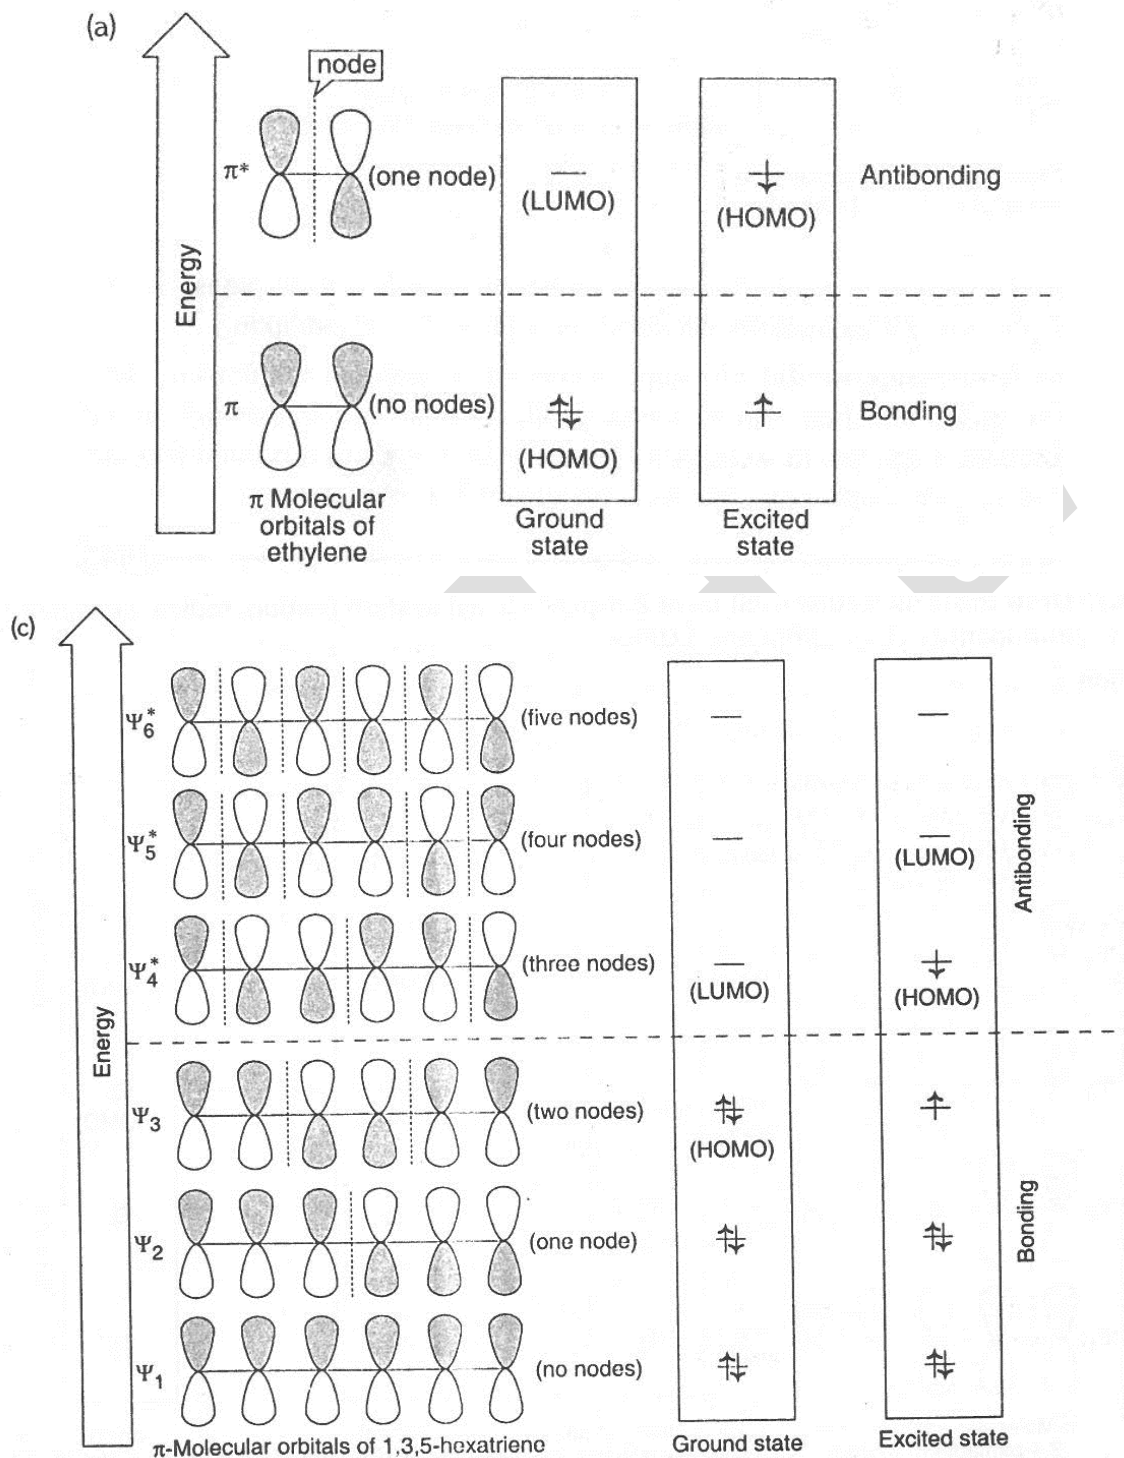 (a)
node
π*
(one node)
(LUMO)
(HOMO)
Antibonding
Energy
π
(no nodes)
(HOMO)
Bonding
π Molecular
orbitals of
ethylene
Ground
state
Excited
state
(c)
Ψ6*
(five nodes)
Ψ5*
(four nodes)
(LUMO)
Antibonding
Ψ4*
(three nodes)
(LUMO)
(HOMO)
Energy
Ψ3
(two nodes)
(HOMO)
Ψ2
(one node)
Bonding
Ψ1
(no nodes)
π-Molecular orbitals of 1,3,5-hexatriene
Ground state
Excited state